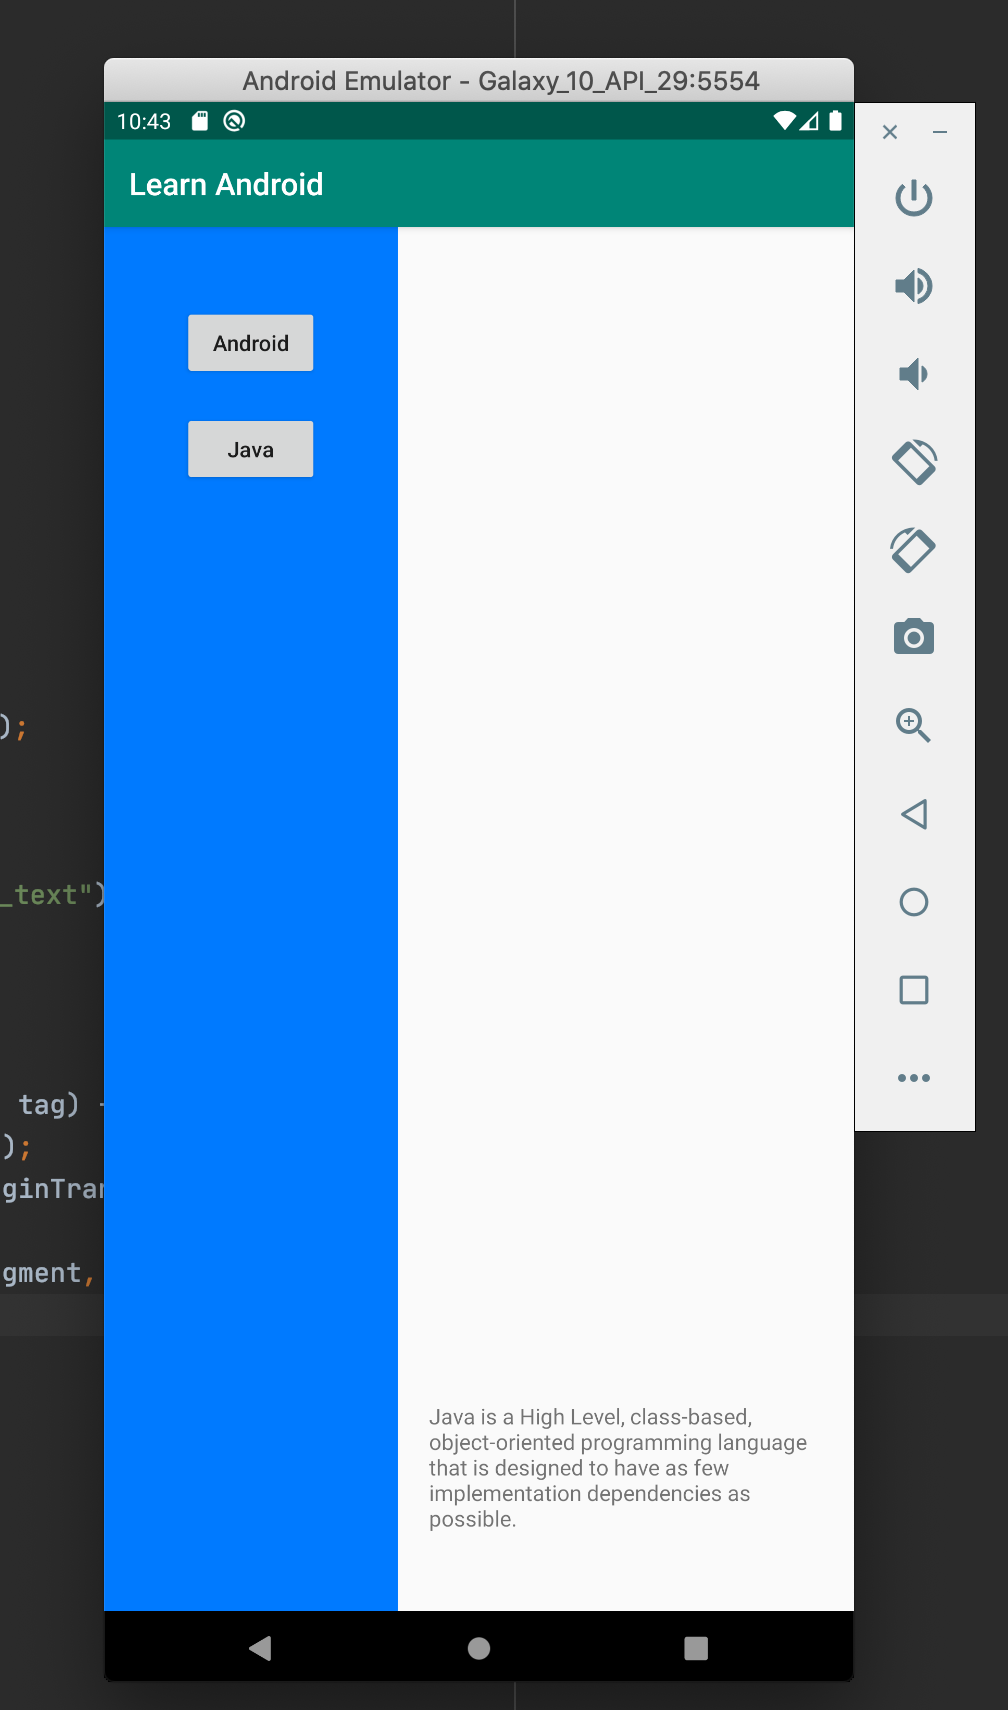 Android Emulator - Galaxy_10_API_29:5554
10:43
Learn Android
Android
Java
);
_text")
tag)
);
ginTran
gment,
Java is a High Level, class-based,
object-oriented programming language
that is designed to have as few
implementation dependencies as
possible.